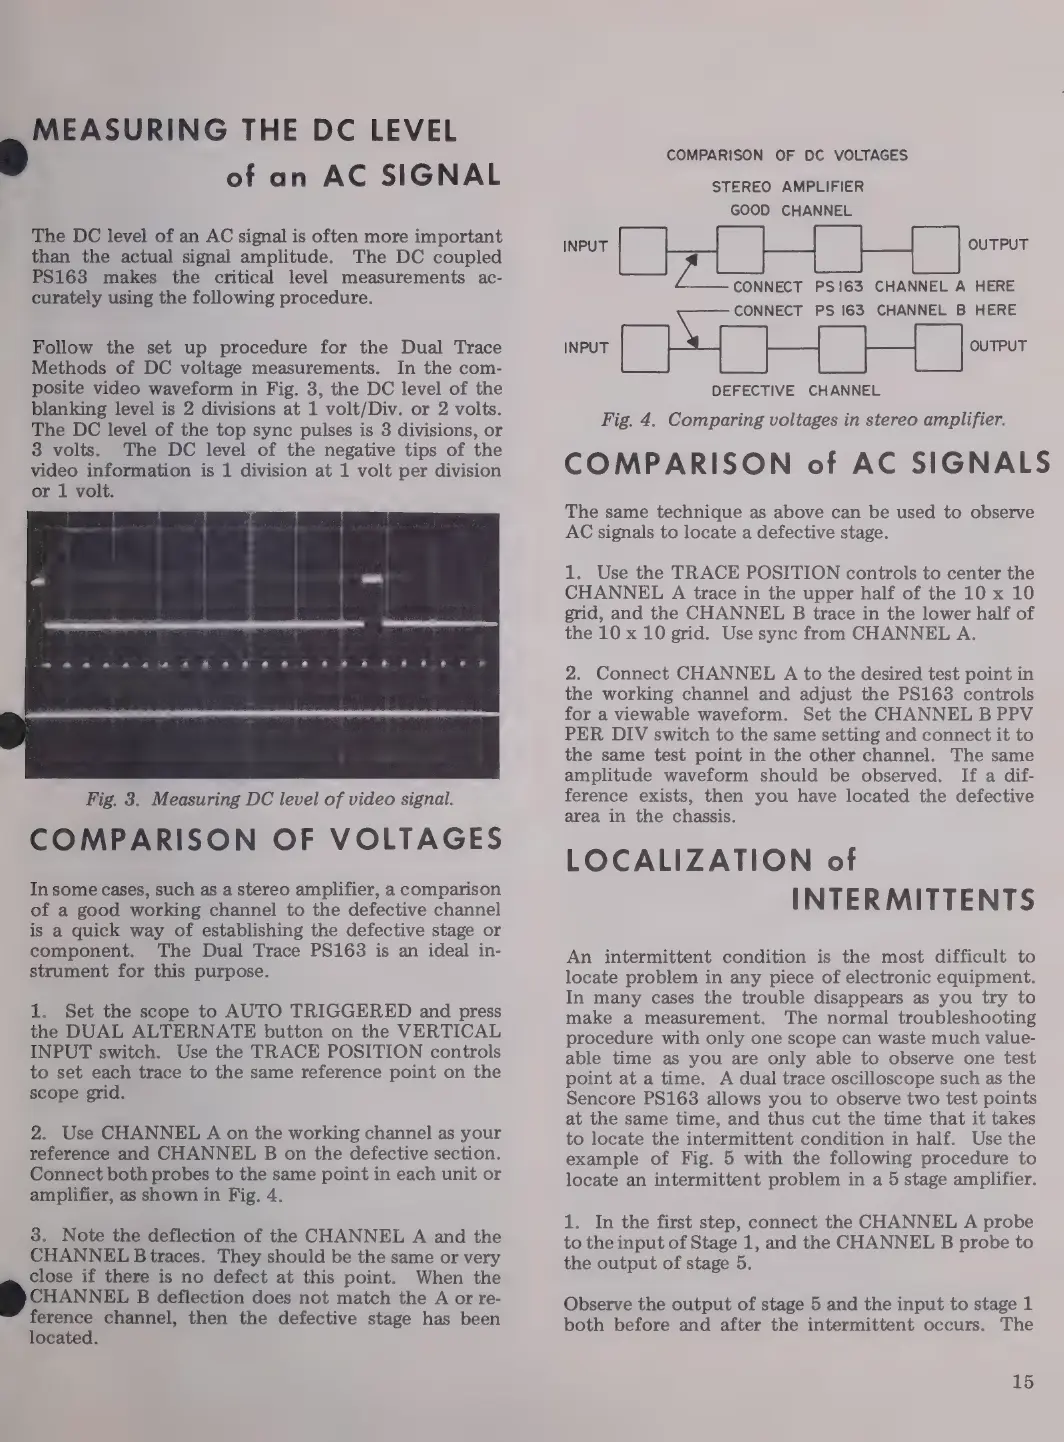 MEASURING THE DC LEVEL
of an AC SIGNAL
The DC level of an AC signal is often more important
than the actual signal amplitude. The DC coupled
PS163 makes the critical level measurements ac-
curately using the following procedure.
Follow the set up procedure for the Dual Trace
Methods of DC voltage measurements. In the com-
posite video waveform in Fig. 3, the DC level of the
blanking level is 2 divisions at 1 volt/Div. or 2 volts.
The DC level of the top sync pulses is 3 divisions, or
3 volts. The DC level of the negative tips of the
video information is 1 division at 1 volt per division
or 1 volt.
Fig. 3. Measuring DC level of video signal.
COMPARISON OF VOLTAGES
In some cases, such as a stereo amplifier, a comparison
of a good working channel to the defective channel
is a quick way of establishing the defective stage or
component. The Dual Trace PS163 is an ideal in-
strument for this purpose.
1. Set the scope to AUTO TRIGGERED and press
the DUAL ALTERNATE button on the VERTICAL
INPUT switch. Use the TRACE POSITION controls
to set each trace to the same reference point on the
scope grid.
2. Use CHANNEL A on the working channel as your
reference and CHANNEL B on the defective section.
Connect both probes to the same point in each unit or
amplifier, as shown in Fig. 4.
3. Note the deflection of the CHANNEL A and the
CHANNEL B traces. They should be the same or very
close if there is no defect at this point. When the
CHANNEL B deflection does not match the A or re-
ference channel, then the defective stage has been
located.
COMPARISON OF DC VOLTAGES
STEREO AMPLIFIER
GOOD CHANNEL
INPUT OUTPUT
CONNECT PS163 CHANNEL A HERE
CONNECT PS 163 CHANNEL B HERE
INPUT OUTPUT
DEFECTIVE CHANNEL
Fig. 4. Comparing voltages in stereo amplifier.
COMPARISON of AC SIGNALS
The same technique as above can be used to observe
AC signals to locate a defective stage.
1. Use the TRACE POSITION controls to center the
CHANNEL A trace in the upper half of the 10 x 10
grid, and the CHANNEL B trace in the lower half of
the 10 x 10 grid. Use sync from CHANNEL A.
2. Connect CHANNEL A to the desired test point in
the working channel and adjust the PS163 controls
for a viewable waveform. Set the CHANNEL B PPV
PER DIV switch to the same setting and connect it to
the same test point in the other channel. The same
amplitude waveform should be observed. If a dif-
ference exists, then you have located the defective
area in the chassis.
LOCALIZATION of
INTERMITTENTS
An intermittent condition is the most difficult to
locate problem in any piece of electronic equipment.
In many cases the trouble disappears as you try to
make a measurement. The normal troubleshooting
procedure with only one scope can waste much value-
able time as you are only able to observe one test
point at a time. A dual trace oscilloscope such as the
Sencore PS163 allows you to observe two test points
at the same time, and thus cut the time that it takes
to locate the intermittent condition in half. Use the
example of Fig. 5 with the following procedure to
locate an intermittent problem in a 5 stage amplifier.
1. In the first step, connect the CHANNEL A probe
to the input of Stage 1, and the CHANNEL B probe to
the output of stage 5.
Observe the output of stage 5 and the input to stage 1
both before and after the intermittent occurs. The
15